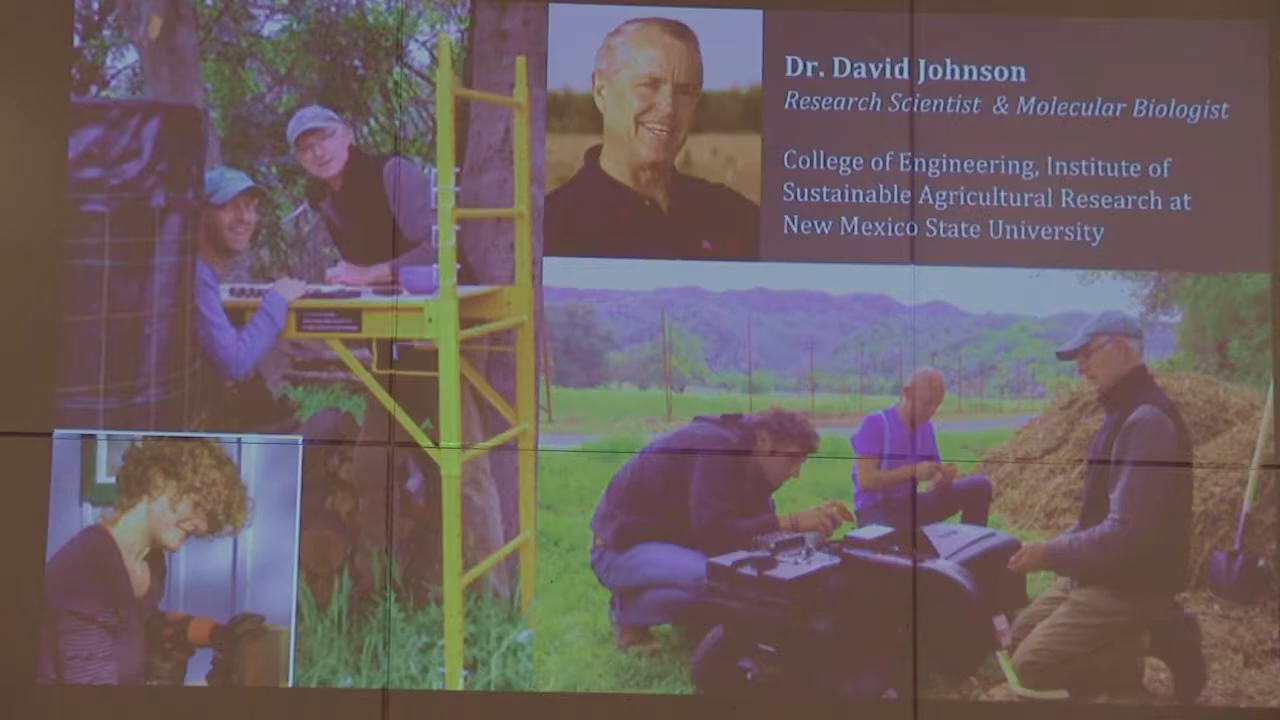 Dr. David Johnson
Research Scientist & Molecular Biologist
College of Engineering, Institute of
Sustainable Agricultural Research at
New Mexico State University